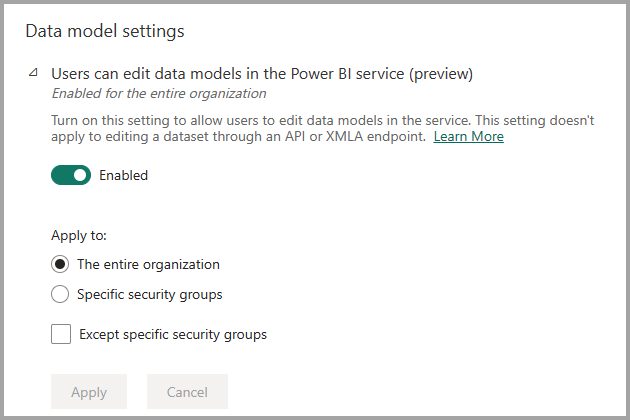 Data model settings
Users can edit data models in the Power BI service (preview)
Enabled for the entire organization
Turn on this setting to allow users to edit data models in the service. This setting doesn't
apply to editing a dataset through an API or XMLA endpoint. Learn More
Enabled
Apply to:
The entire organization
Specific security groups
Except specific security groups
Apply Cancel